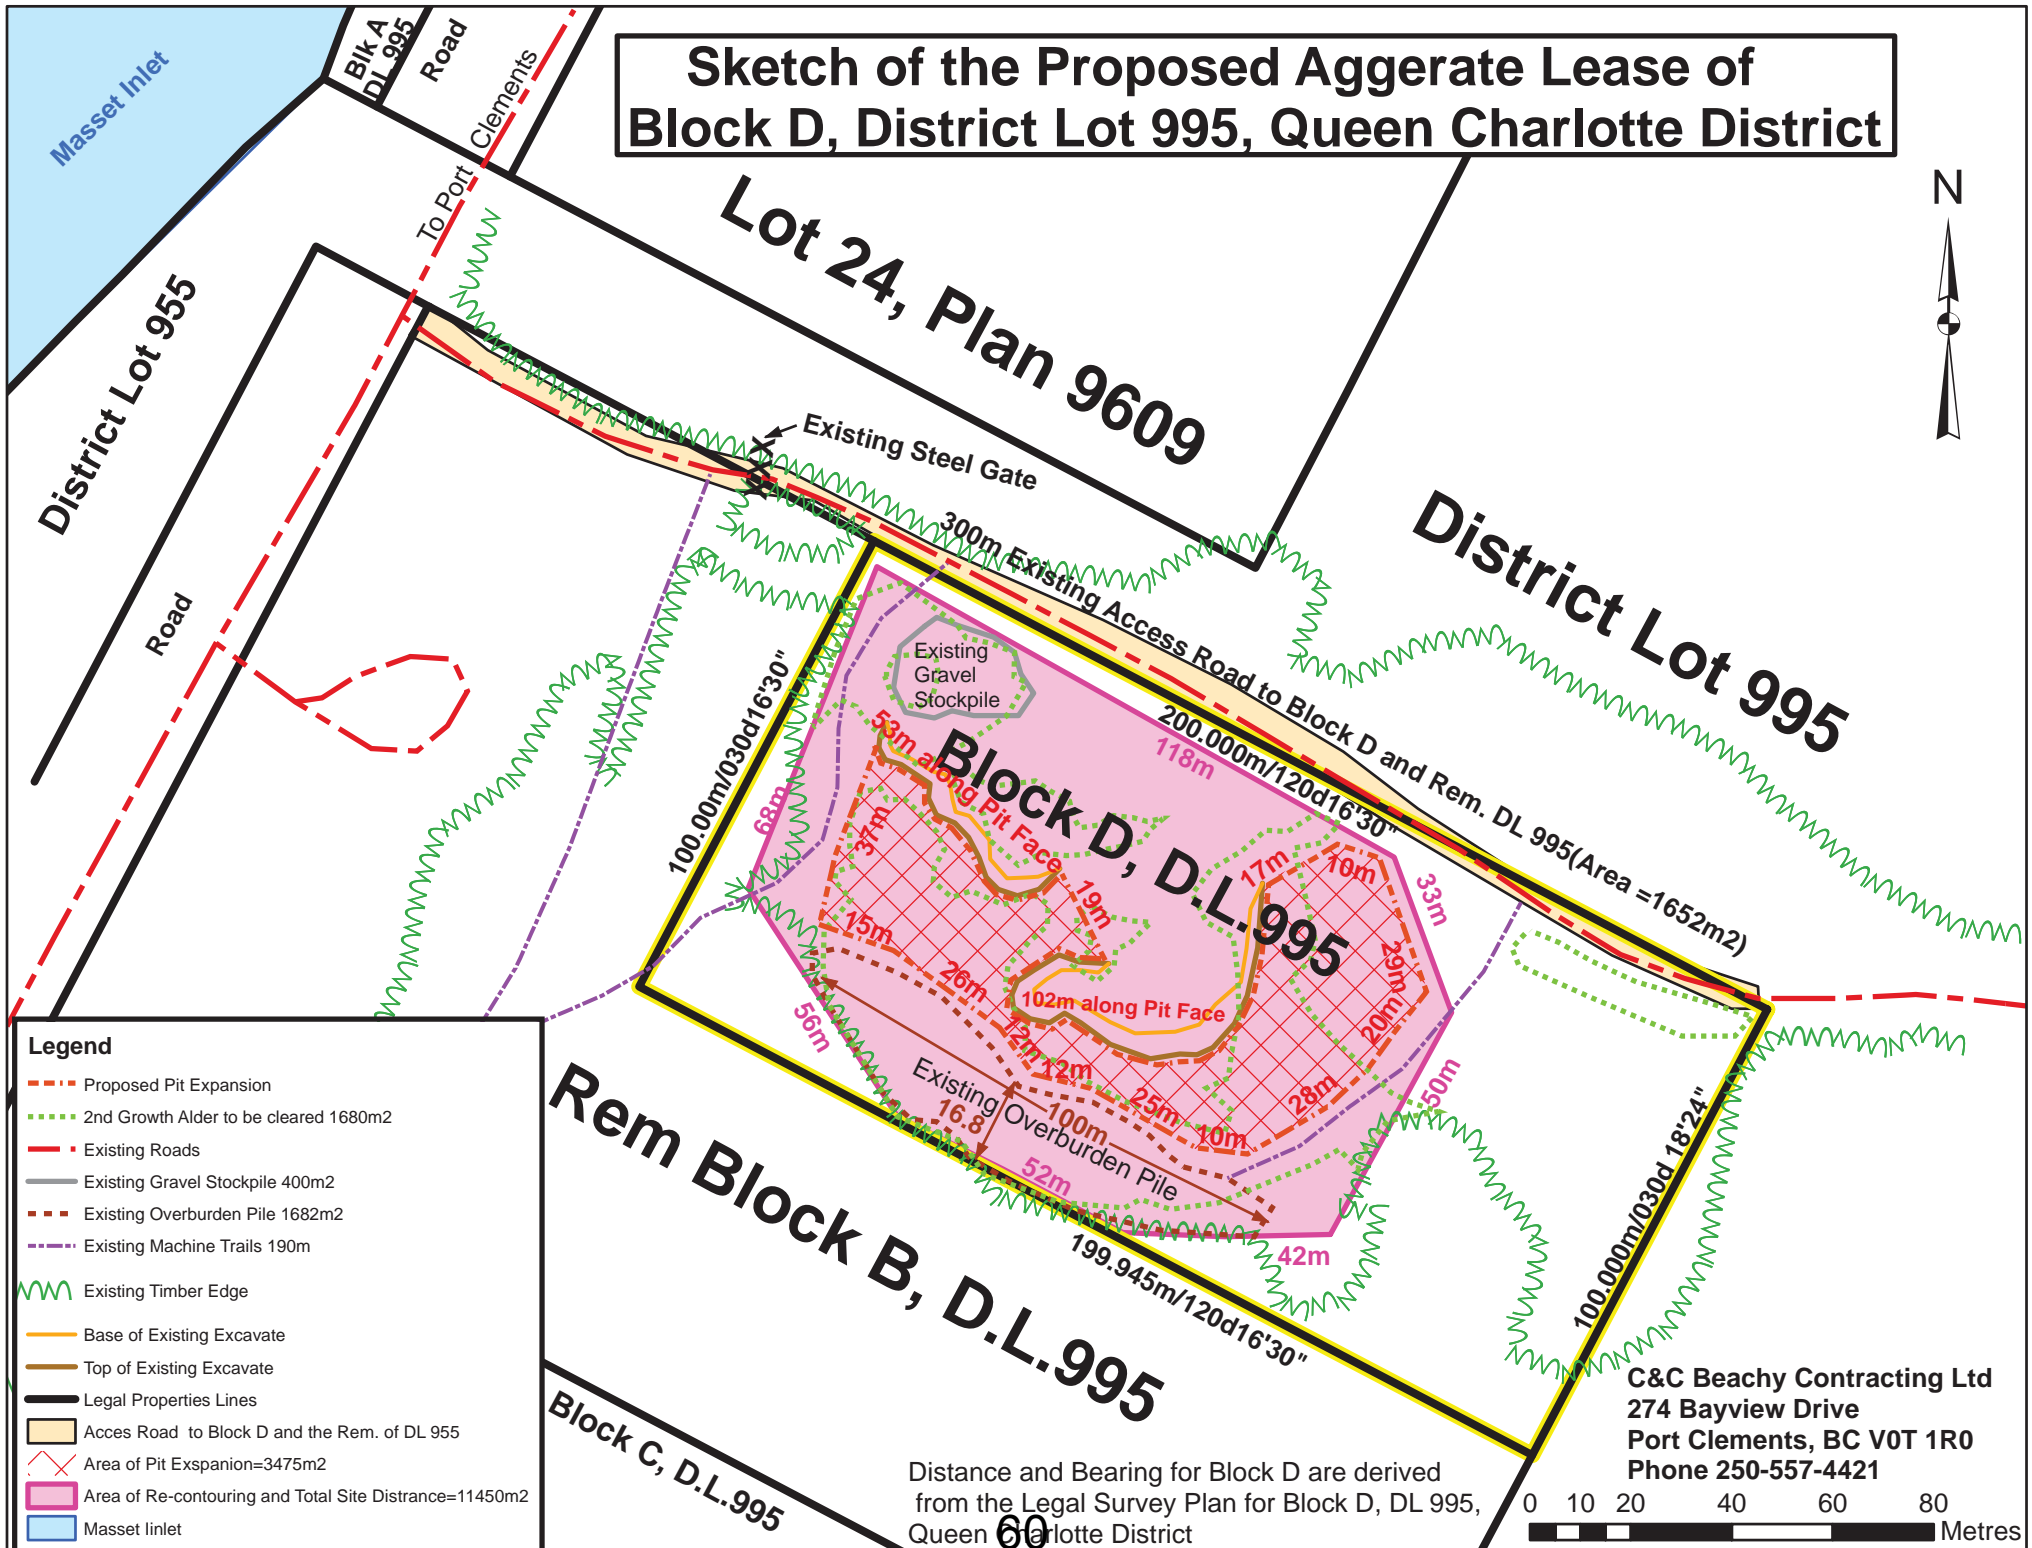 Sketch of the Proposed Aggerate Lease of
Block D, District Lot 995, Queen Charlotte District
Masset Inlet
Blk A
DL 995
Road
To Port Clements
N
Lot 24, Plan 9609
District Lot 955
Road
Existing Steel Gate
District Lot 995
300m Existing Access Road to Block D and Rem. DL 995(Area =1652m2)
200.000m/120d16'30"
100.00m/030d16'30"
Existing
Gravel
Stockpile
118m
68m
53m along Pit Face
Block D, D.L.995
37m
19m
17m
10m
33m
15m
26m
29m
20m
102m along Pit Face
12m
12m
25m
10m
28m
56m
50m
Existing Overburden Pile
100m
16.8
52m
42m
199.945m/120d16'30"
100.000m/030d 18'24"
Rem Block B, D.L.995
Block C, D.L.995
Legend
Proposed Pit Expansion
2nd Growth Alder to be cleared 1680m2
Existing Roads
Existing Gravel Stockpile 400m2
Existing Overburden Pile 1682m2
Existing Machine Trails 190m
Existing Timber Edge
Base of Existing Excavate
Top of Existing Excavate
Legal Properties Lines
Acces Road to Block D and the Rem. of DL 955
Area of Pit Exspanion=3475m2
Area of Re-contouring and Total Site Distrance=11450m2
Masset Iinlet
Distance and Bearing for Block D are derived
from the Legal Survey Plan for Block D, DL 995,
Queen Charlotte District
60
C&C Beachy Contracting Ltd
274 Bayview Drive
Port Clements, BC V0T 1R0
Phone 250-557-4421
0 10 20 40 60 80
Metres